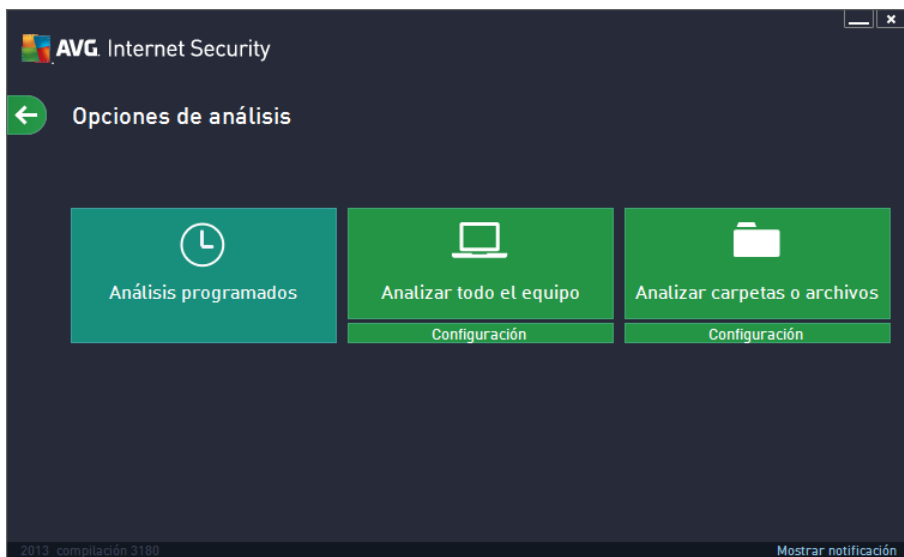 AVG. Internet Security
Opciones de análisis
Análisis programados
Analizar todo el equipo
Configuración
Analizar carpetas o archivos
Configuración
2013 compilación 3180
Mostrar notificación